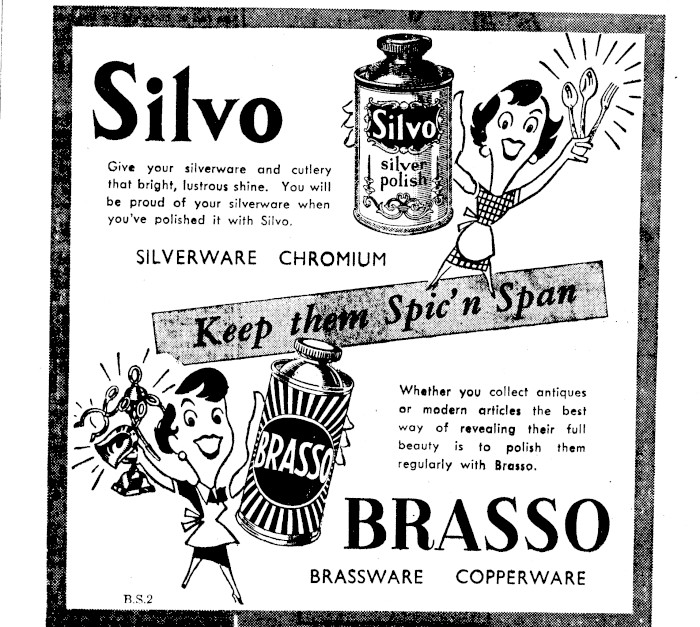 Silvo
Give your silverware and cutlery
that bright, lustrous shine. You will
be proud of your silverware when
you've polished it with Silvo.
SILVERWARE CHROMIUM
Silvo
silver
polish
Keep them Spic'n Span
BRASSO
Whether you collect antiques
or modern articles the best
way of revealing their full
beauty is to polish them
regularly with Brasso.
BRASSO
BRASSWARE COPPERWARE
B.S.2